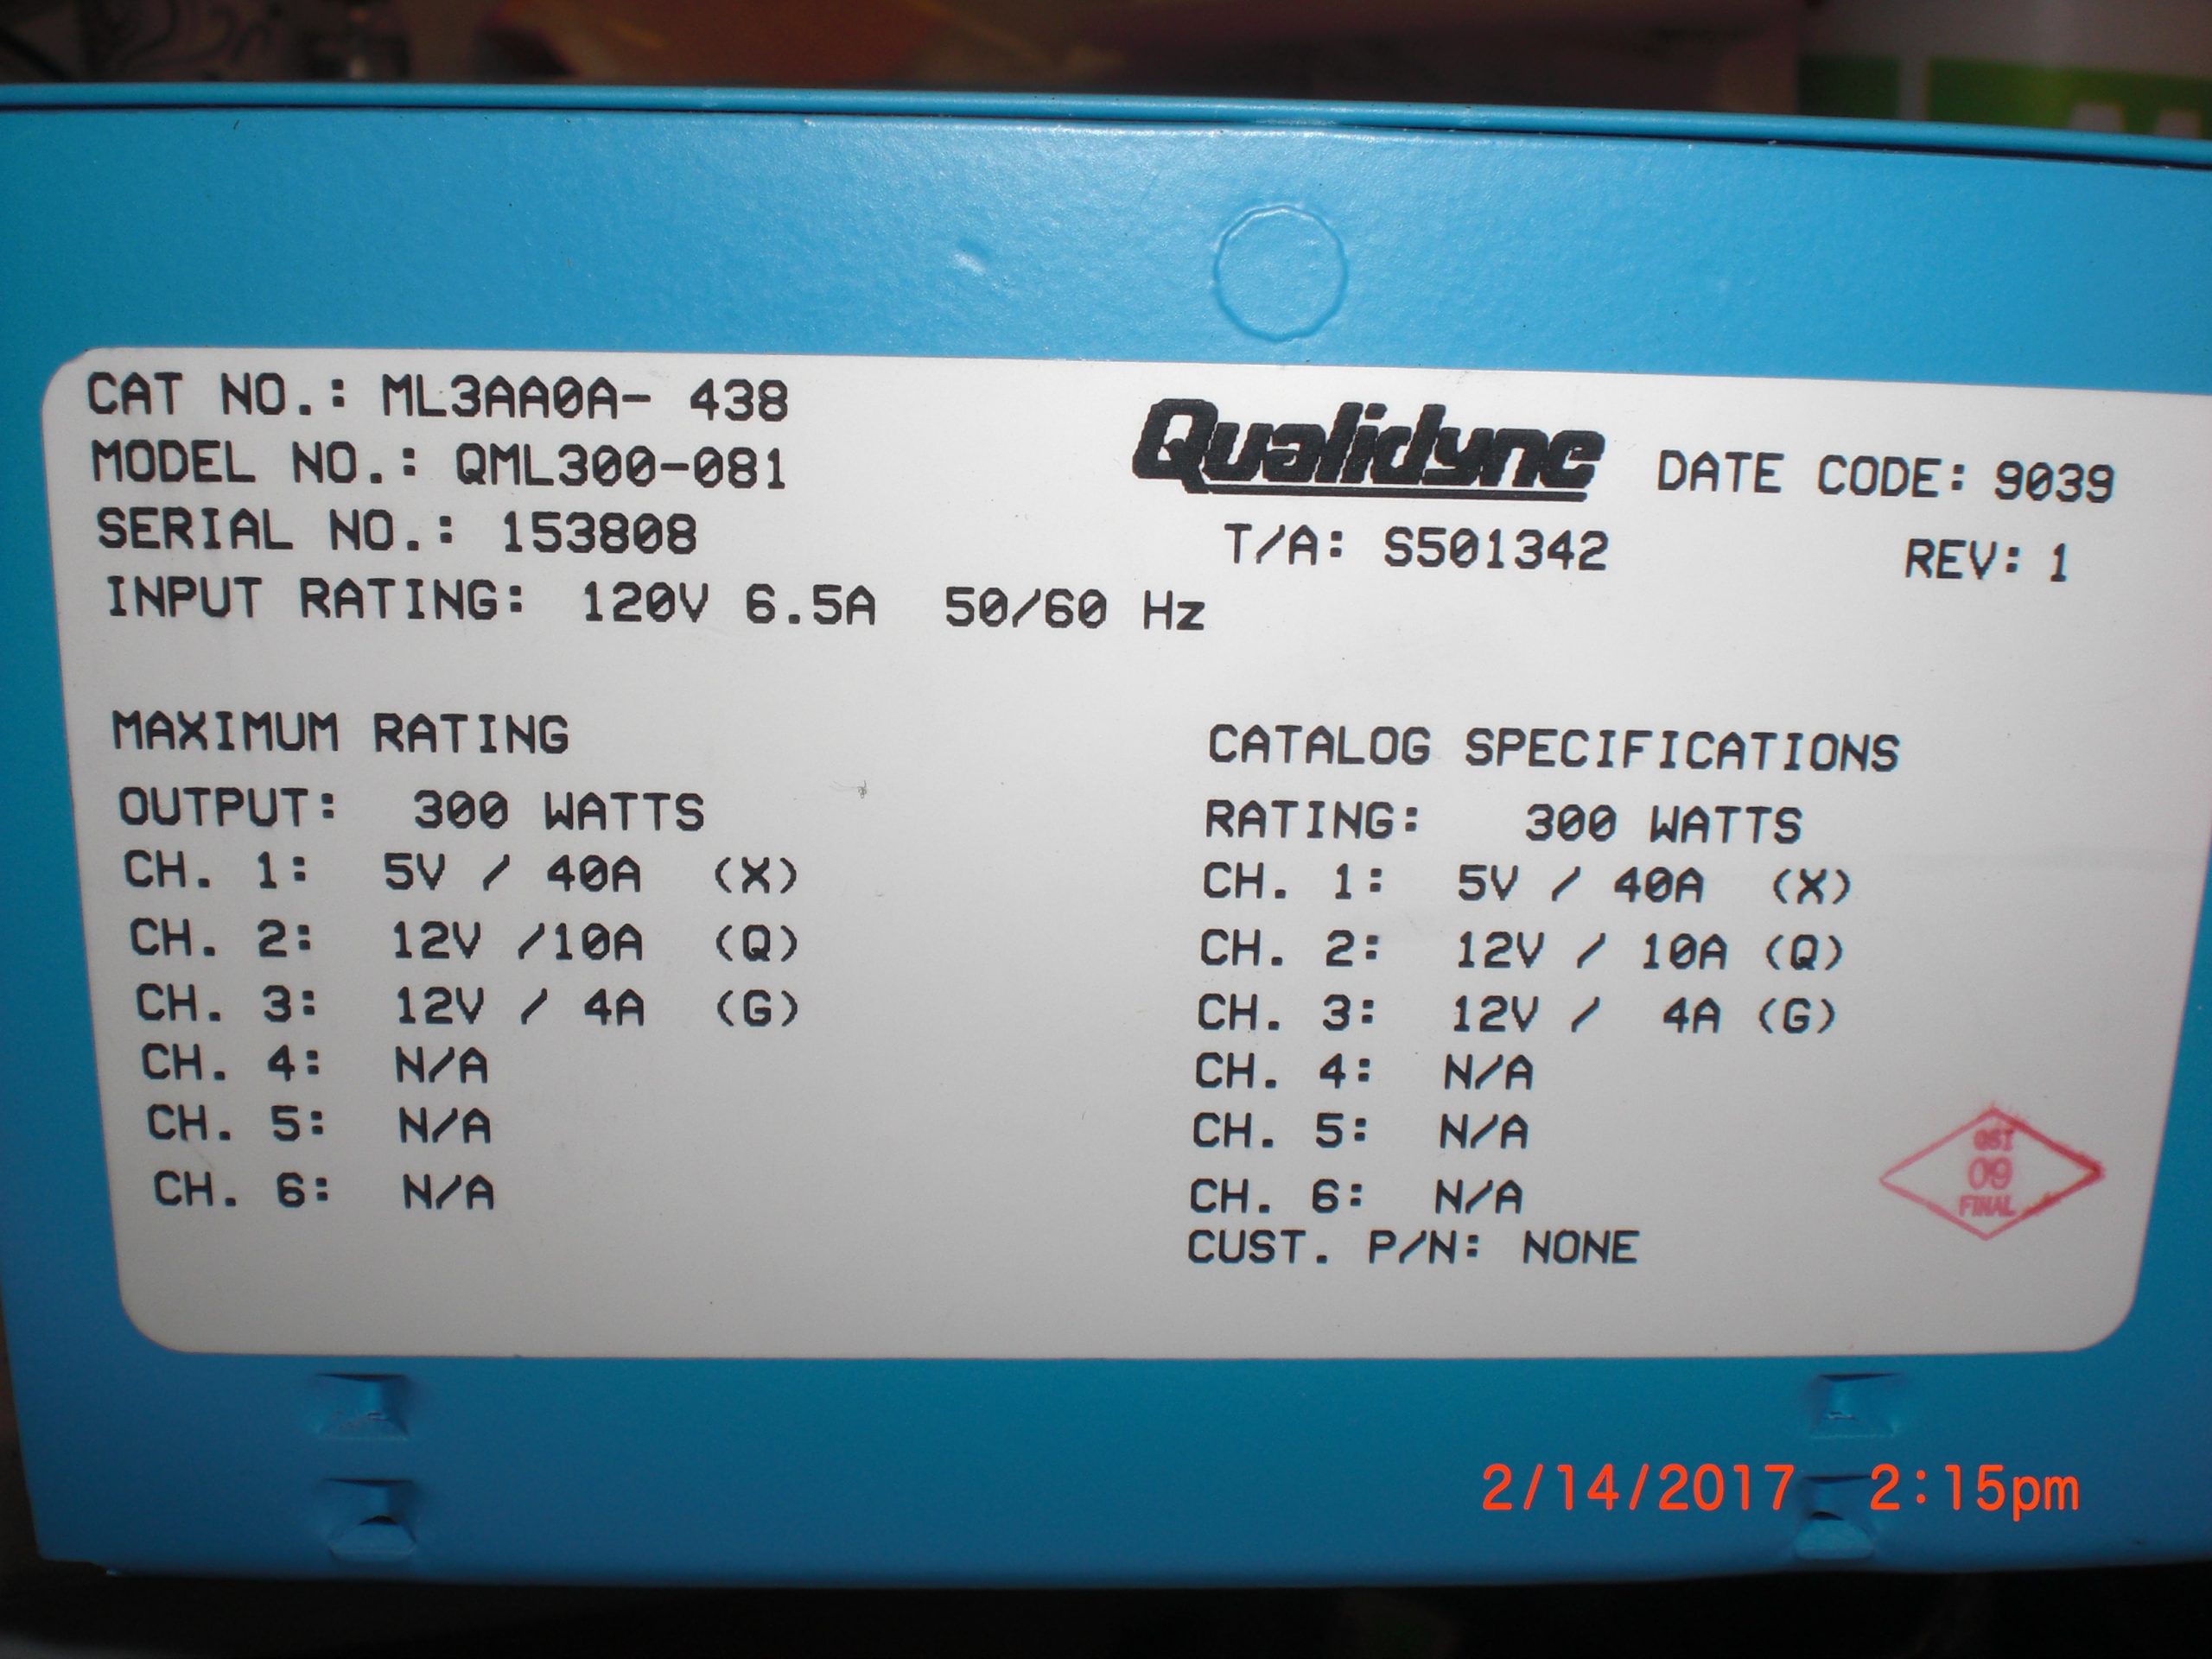 CAT NO.: ML3AA0A- 438
MODEL NO.: QML300-081
SERIAL NO.: 153808
INPUT RATING: 120V 6.5A 50/60 Hz
Qualidyne DATE CODE: 9039
T/A: S501342 REV: 1
MAXIMUM RATING
OUTPUT: 300 WATTS
CH. 1: 5V / 40A (X)
CH. 2: 12V /10A (Q)
CH. 3: 12V / 4A (G)
CH. 4: N/A
CH. 5: N/A
CH. 6: N/A
CATALOG SPECIFICATIONS
RATING: 300 WATTS
CH. 1: 5V / 40A (X)
CH. 2: 12V / 10A (Q)
CH. 3: 12V / 4A (G)
CH. 4: N/A
CH. 5: N/A
CH. 6: N/A
CUST. P/N: NONE
QSI
09
FINAL
2/14/2017 2:15pm